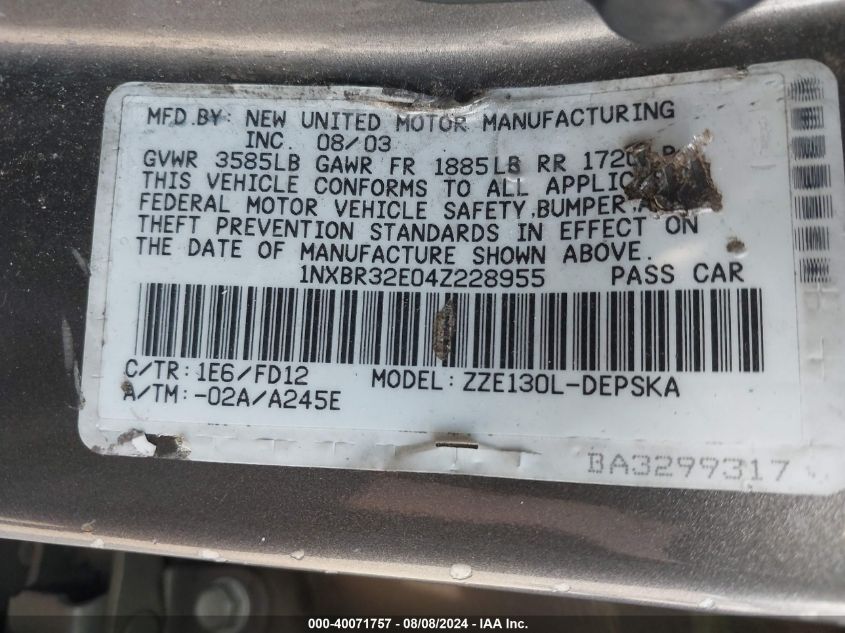 MFD.BY: NEW UNITED MOTOR MANUFACTURING
INC. 08/03
GVWR 3585LB GAWR FR 1885LB RR
THIS VEHICLE CONFORMS TO ALL
FEDERAL MOTOR VEHICLE SAFETY,BUMPER,
THEFT PREVENTION STANDARDS IN EFFECT ON
THE DATE OF MANUFACTURE SHOWN ABOVE.
1NXBR32E04Z228955 PASS CAR
C/TR: 1E6/FD12 MODEL: ZZE130L-DEPSKA
A/TM: -02A/A245E
BA3299317
000-40071757 - 08/08/2024 - IAA Inc.